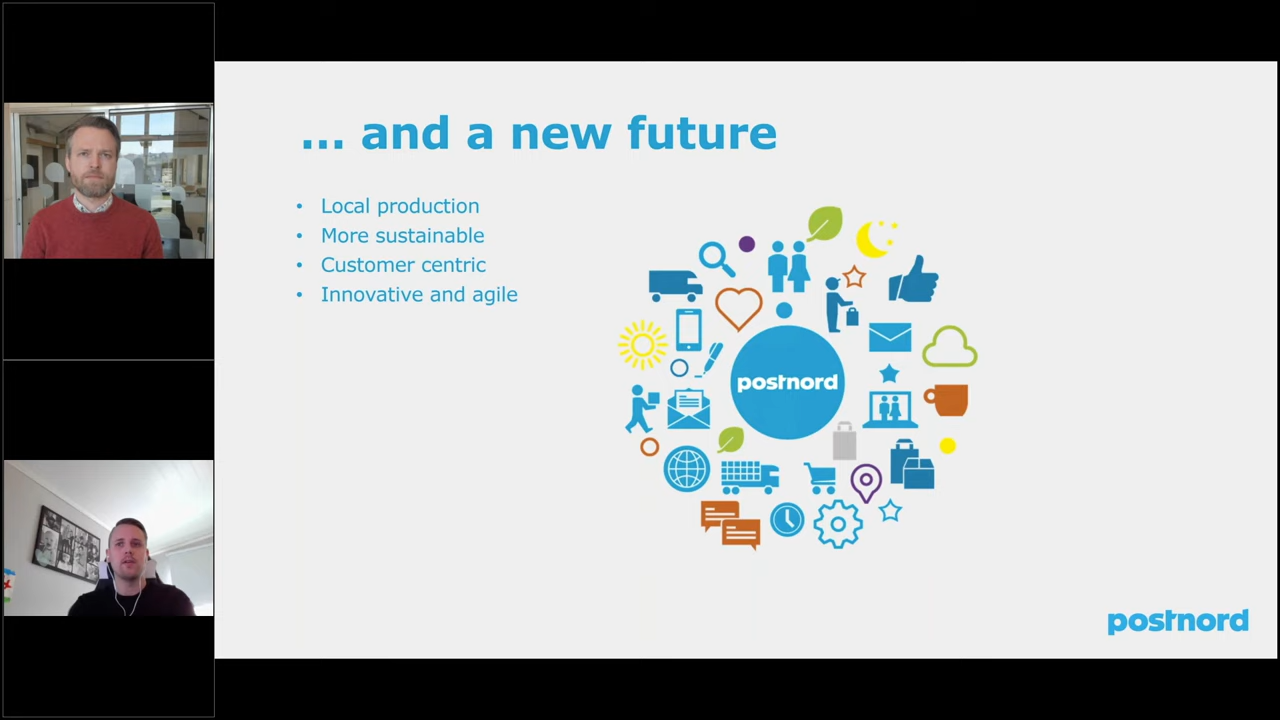 ... and a new future
• Local production
• More sustainable
• Customer centric
• Innovative and agile
postnord
postnord